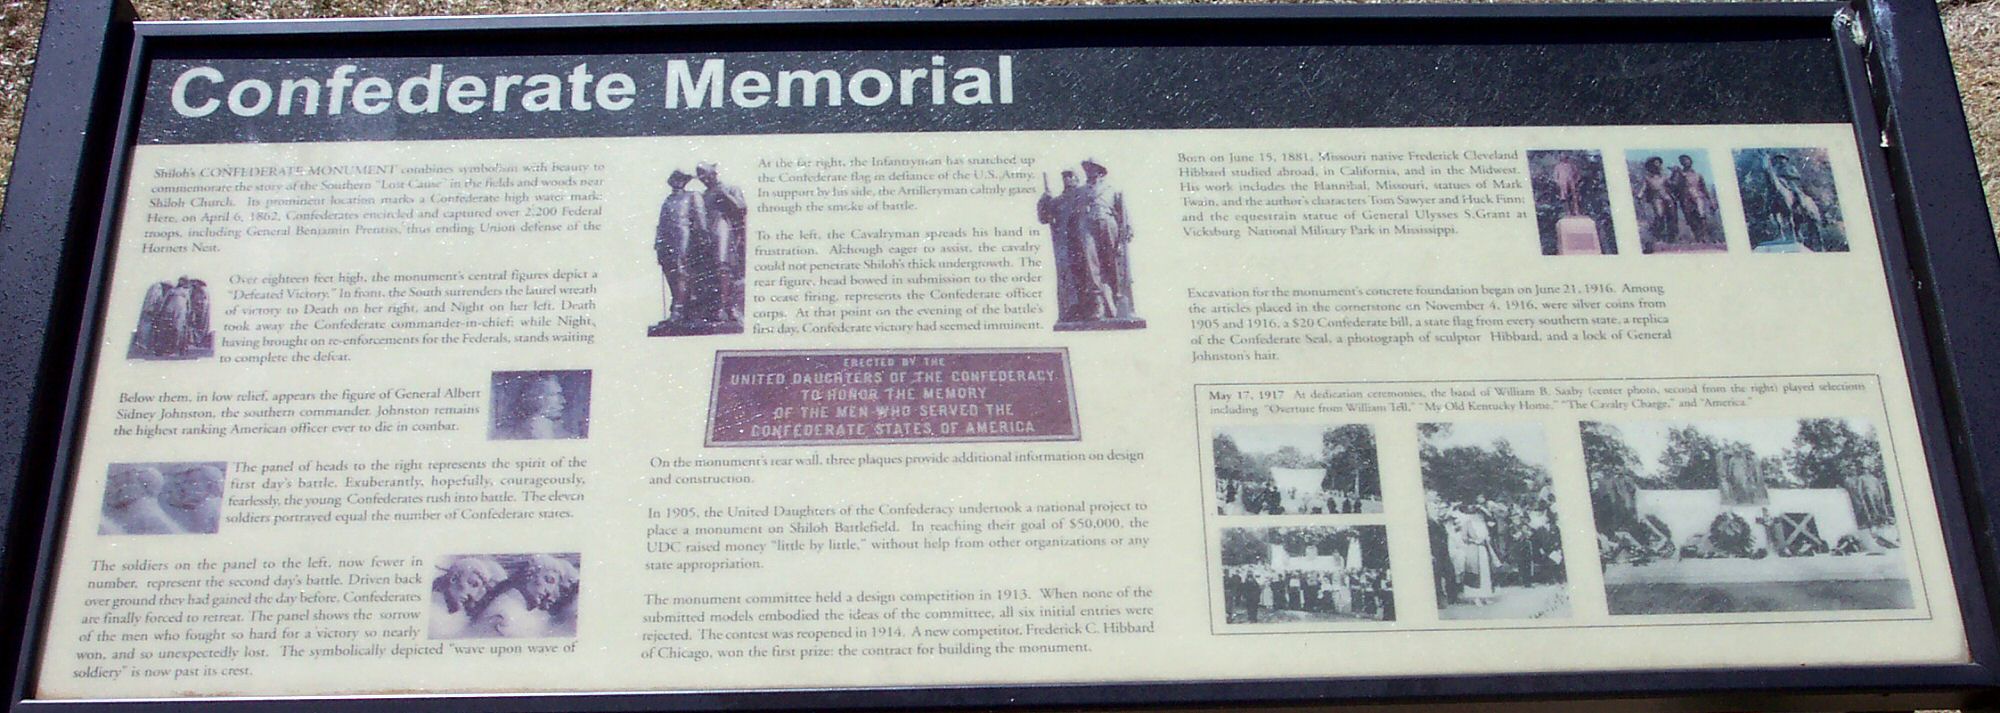 Confederate Memorial
Shiloh's CONFEDERATE MONUMENT combines symbolism with beauty to
commemorate the story of the Southern "Lost Cause" in the fields and woods near
Shiloh Church. Its prominent location marks a Confederate high water mark:
Here, on April 6, 1862, Confederates encircled and captured over 2,200 Federal
troops, including General Benjamin Prentiss, thus ending Union defense of the
Hornets Nest.
Over eighteen feet high, the monument's central figures depict a
"Defeated Victory." In front, the South surrenders the laurel wreath
of victory to Death on her right, and Night on her left. Death
took away the Confederate commander-in-chief; while Night,
having brought on re-enforcements for the Federals, stands waiting
to complete the defeat.
Below them, in low relief, appears the figure of General Albert
Sidney Johnston, the southern commander. Johnston remains
the highest ranking American officer ever to die in combat.
The panel of heads to the right represents the spirit of the
first day's battle. Exuberantly, hopefully, courageously,
fearlessly, the young Confederates rush into battle. The eleven
soldiers portrayed equal the number of Confederate states.
The soldiers on the panel to the left, now fewer in
number, represent the second day's battle. Driven back
over ground they had gained the day before, Confederates
are finally forced to retreat. The panel shows the sorrow
of the men who fought so hard for a victory so nearly
won, and so unexpectedly lost. The symbolically depicted "wave upon wave of
soldiery" is now past its crest.
At the far right, the Infantryman has snatched up
the Confederate flag in defiance of the U.S. Army.
In support by his side, the Artilleryman calmly gazes
through the smoke of battle.
To the left, the Cavalryman spreads his hand in
frustration. Although eager to assist, the cavalry
could not penetrate Shiloh's thick undergrowth. The
rear figure, head bowed in submission to the order
to cease firing, represents the Confederate officer
corps. At that point on the evening of the battle's
first day, Confederate victory had seemed imminent.
ERECTED BY THE
UNITED DAUGHTERS OF THE CONFEDERACY
TO HONOR THE MEMORY
OF THE MEN WHO SERVED THE
CONFEDERATE STATES OF AMERICA
On the monument's rear wall, three plaques provide additional information on design
and construction.
In 1905, the United Daughters of the Confederacy undertook a national project to
place a monument on Shiloh Battlefield. In reaching their goal of $50,000, the
UDC raised money "little by little," without help from other organizations or any
state appropriation.
The monument committee held a design competition in 1913. When none of the
submitted models embodied the ideas of the committee, all six initial entries were
rejected. The contest was reopened in 1914. A new competitor, Frederick C. Hibbard
of Chicago, won the first prize: the contract for building the monument.
Born on June 15, 1881, Missouri native Frederick Cleveland
Hibbard studied abroad, in California, and in the Midwest.
His work includes the Hannibal, Missouri, statues of Mark
Twain, and the author's characters Tom Sawyer and Huck Finn;
and the equestrain statue of General Ulysses S.Grant at
Vicksburg National Military Park in Mississippi.
Excavation for the monument's concrete foundation began on June 21, 1916. Among
the articles placed in the cornerstone on November 4, 1916, were silver coins from
1905 and 1916, a $20 Confederate bill, a state flag from every southern state, a replica
of the Confederate Seal, a photograph of sculptor Hibbard, and a lock of General
Johnston's hair.
May 17, 1917 At dedication ceremonies, the band of William B. Saxby (center photo, second from the right) played selections
including "Overture from William Tell," "My Old Kentucky Home," "The Cavalry Charge," and "America."